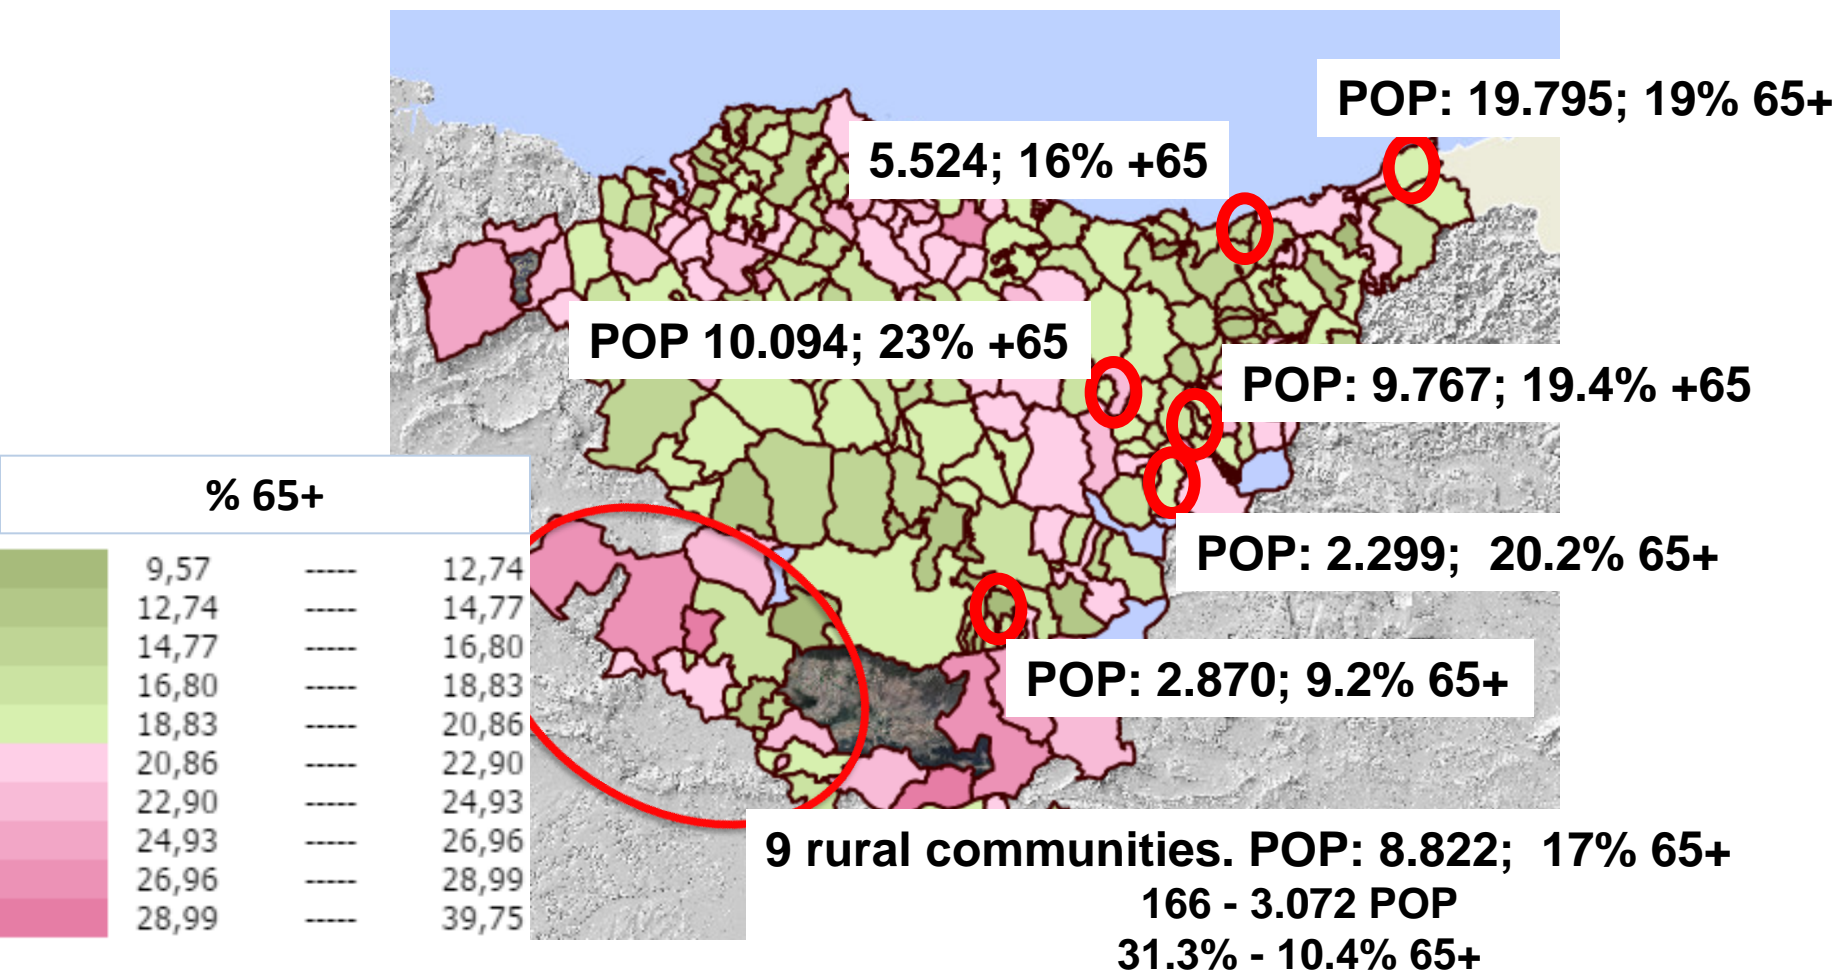 POP: 19.795; 19% 65+
5.524; 16% +65
POP 10.094; 23% +65
POP: 9.767; 19.4% +65
% 65+
POP: 2.299;  20.2% 65+
9,57 ----- 12,74
12,74 ----- 14,77
14,77 ----- 16,80
16,80 ----- 18,83
18,83 ----- 20,86
20,86 ----- 22,90
22,90 ----- 24,93
24,93 ----- 26,96
26,96 ----- 28,99
28,99 ----- 39,75
POP: 2.870; 9.2% 65+
9 rural communities. POP: 8.822;  17% 65+
166 - 3.072 POP
31.3% - 10.4% 65+